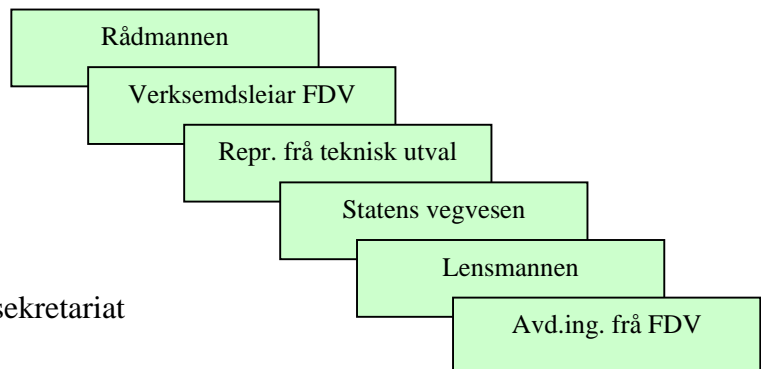 Rådmannen
Verksemdsleiar FDV
Repr. frå teknisk utval
Statens vegvesen
Lensmannen
sekretariat
Avd.ing. frå FDV